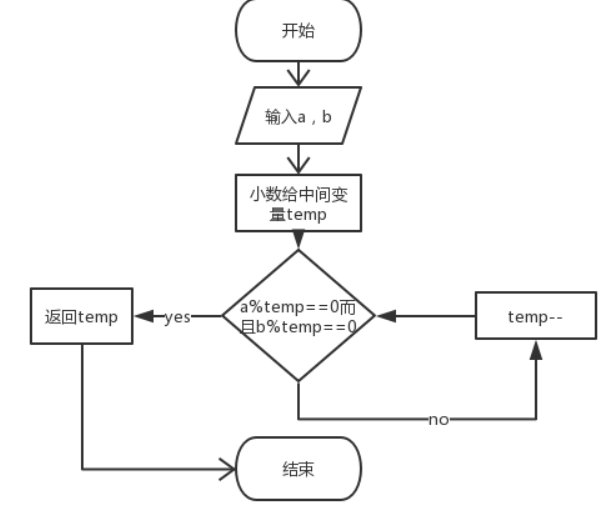 开始
输入a，b
小数给中间变
量temp
a%temp==0而
且b%temp==0
yes
返回temp
temp--
no
结束